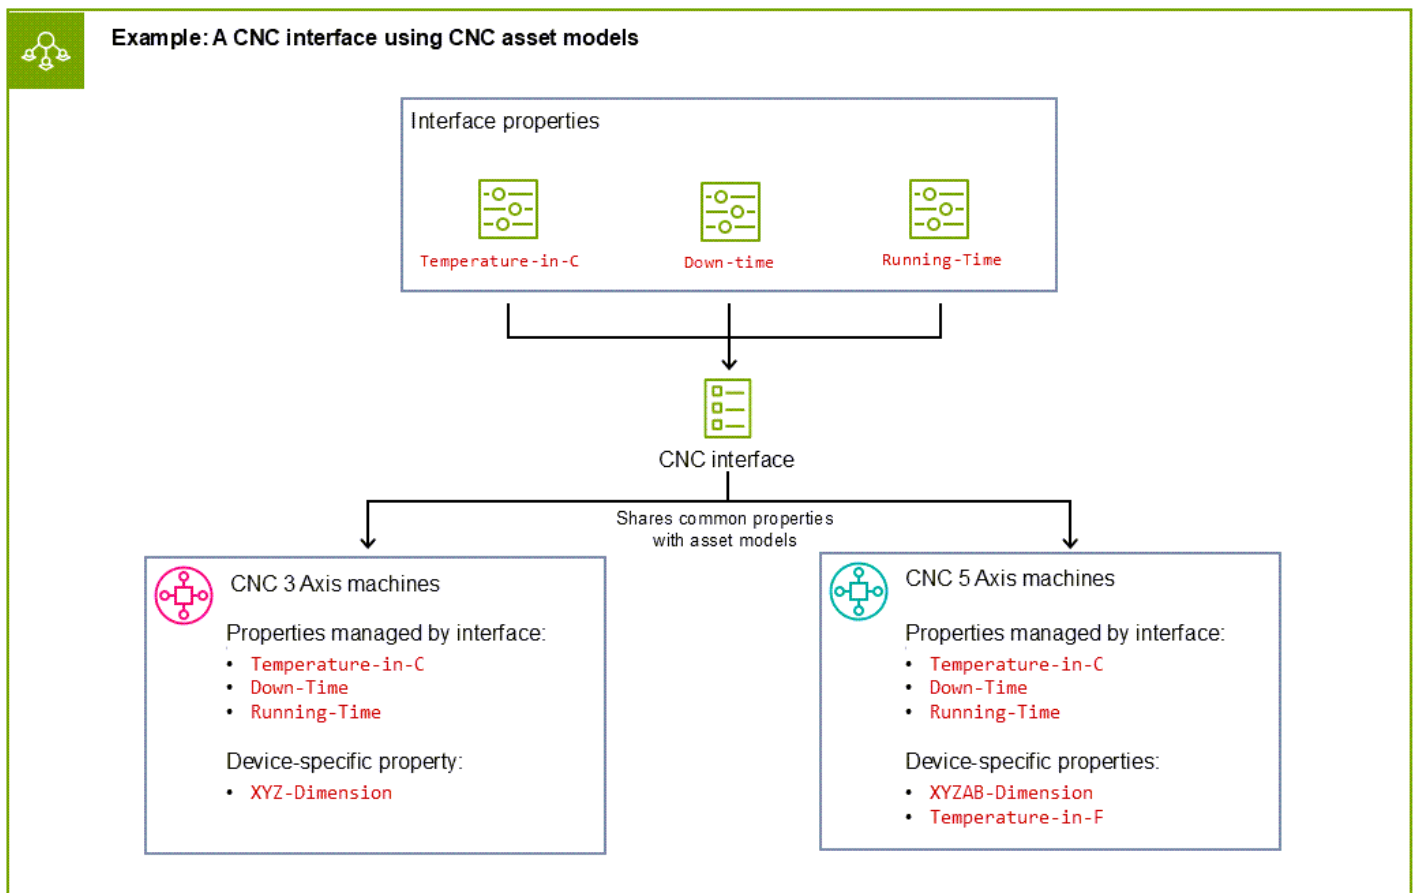 Example: A CNC interface using CNC asset models
Interface properties
Temperature-in-C
Down-time
Running-Time
CNC interface
Shares common properties
with asset models
CNC 3 Axis machines
Properties managed by interface:
• Temperature-in-C
• Down-Time
• Running-Time
Device-specific property:
• XYZ-Dimension
CNC 5 Axis machines
Properties managed by interface:
• Temperature-in-C
• Down-Time
• Running-Time
Device-specific properties:
• XYZAB-Dimension
• Temperature-in-F